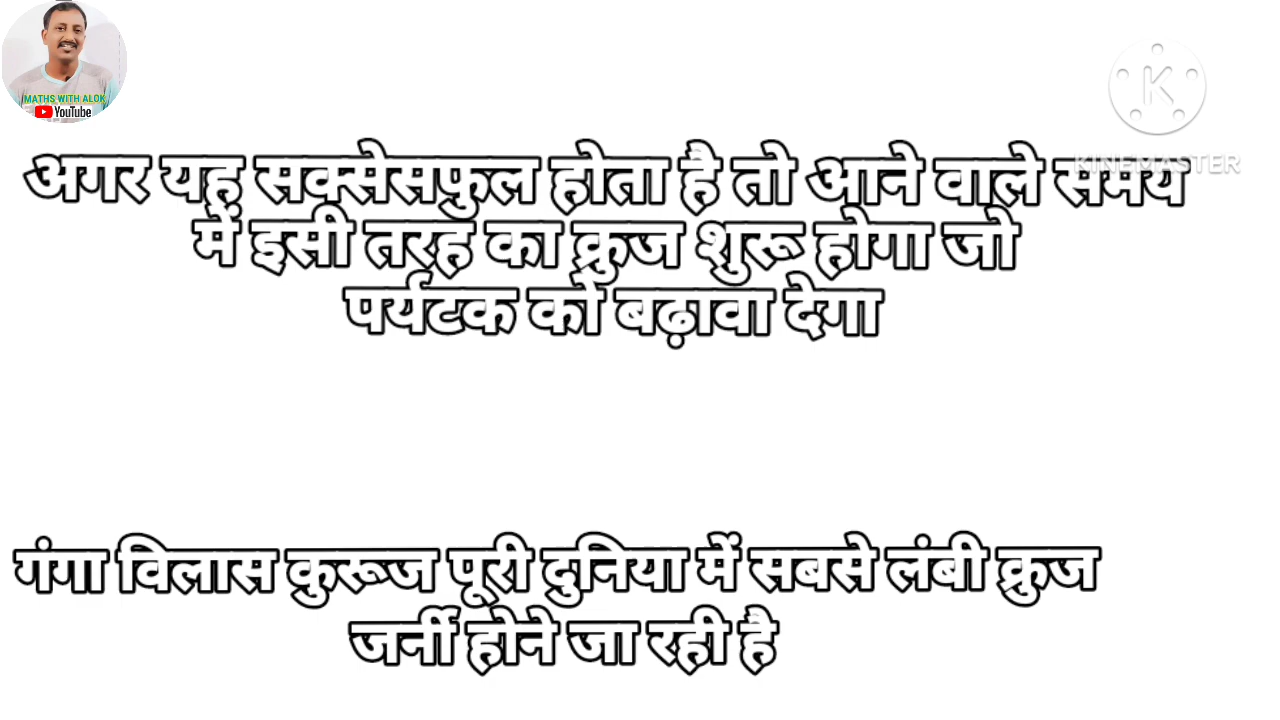 MATHS WITH ALOK
YouTube
K
KINEMASTER
अगर यह सक्सेसफुल होता है तो आने वाले समय
में इसी तरह का क्रुज शुरू होगा जो
पर्यटक को बढ़ावा देगा
गंगा विलास कुरूज पूरी दुनिया में सबसे लंबी क्रुज
जर्नी होने जा रही है